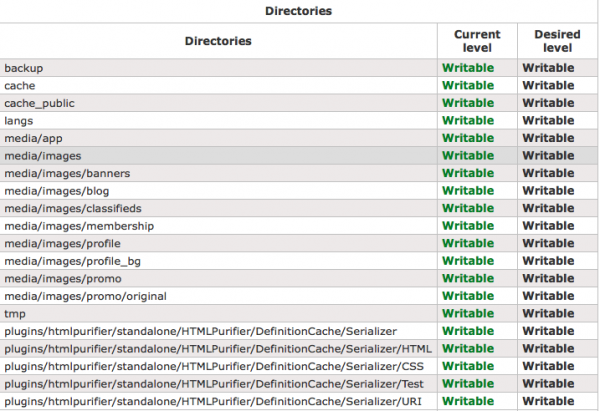 Directories
Directories Current level Desired level
backup Writable Writable
cache Writable Writable
cache_public Writable Writable
langs Writable Writable
media/app Writable Writable
media/images Writable Writable
media/images/banners Writable Writable
media/images/blog Writable Writable
media/images/classifieds Writable Writable
media/images/membership Writable Writable
media/images/profile Writable Writable
media/images/profile_bg Writable Writable
media/images/promo Writable Writable
media/images/promo/original Writable Writable
tmp Writable Writable
plugins/htmlpurifier/standalone/HTMLPurifier/DefinitionCache/Serializer Writable Writable
plugins/htmlpurifier/standalone/HTMLPurifier/DefinitionCache/Serializer/HTML Writable Writable
plugins/htmlpurifier/standalone/HTMLPurifier/DefinitionCache/Serializer/CSS Writable Writable
plugins/htmlpurifier/standalone/HTMLPurifier/DefinitionCache/Serializer/Test Writable Writable
plugins/htmlpurifier/standalone/HTMLPurifier/DefinitionCache/Serializer/URI Writable Writable